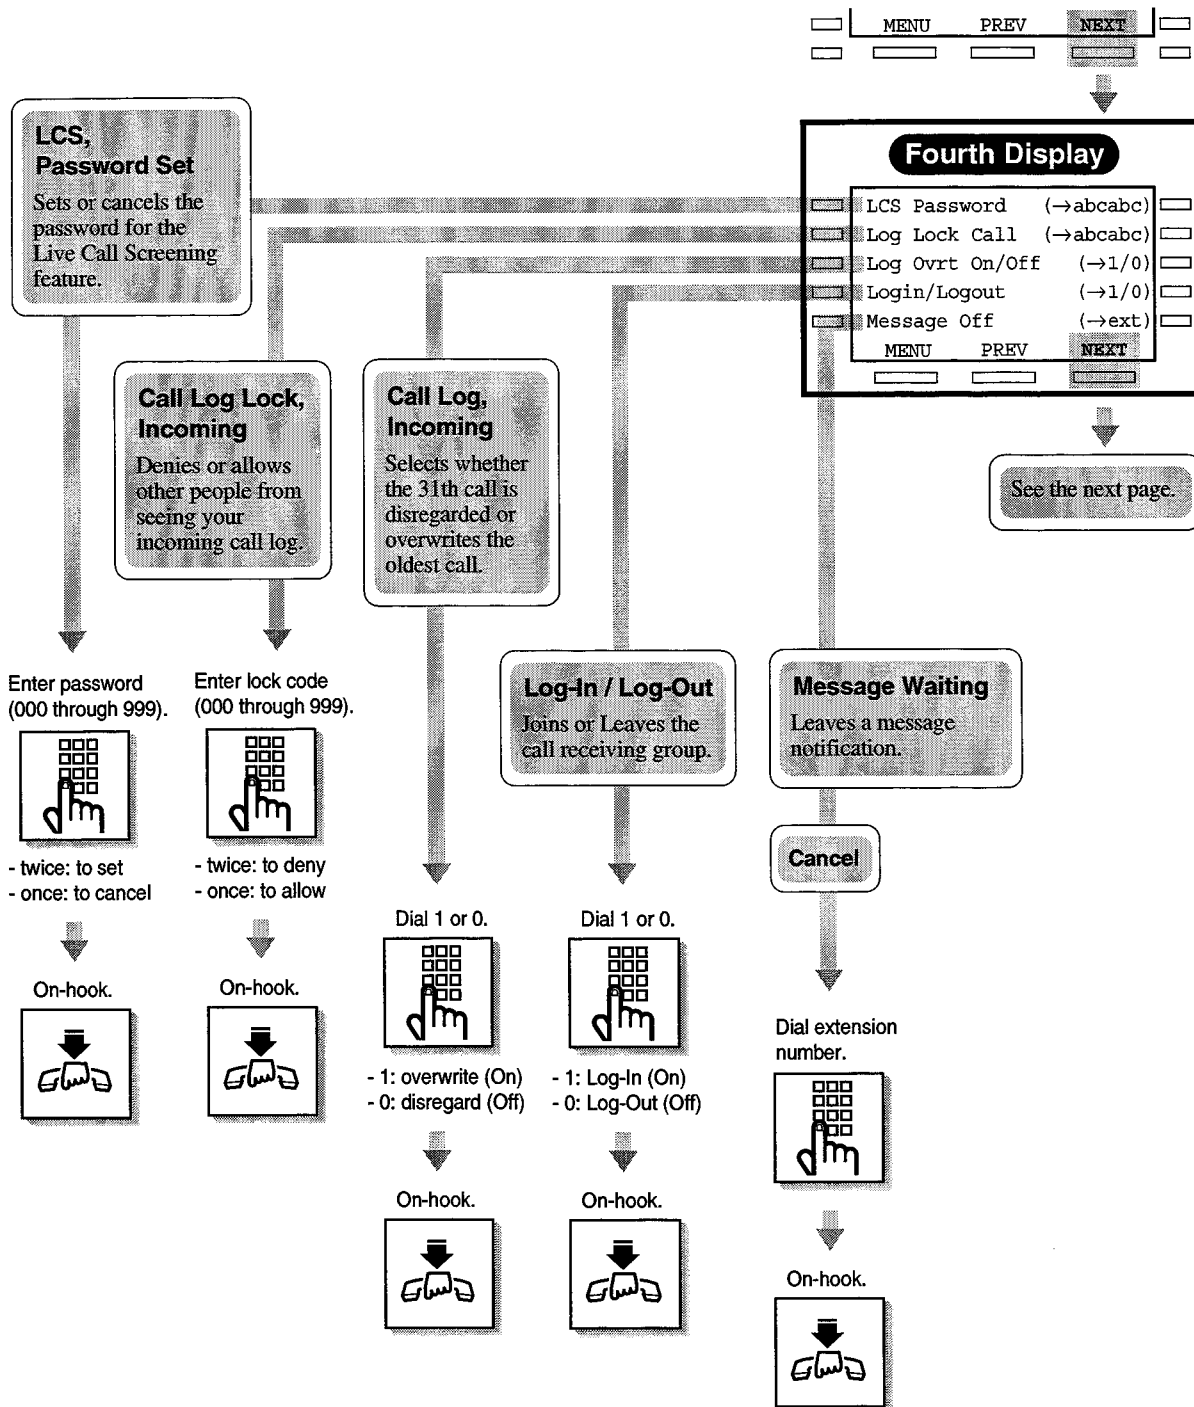 MENU PREV NEXT
Fourth Display
LCS Password (→abcabc)
Log Lock Call (→abcabc)
Log Ovrt On/Off (→1/0)
Login/Logout (→1/0)
Message Off (→ext)
MENU PREV NEXT
See the next page.
LCS,
Password Set
Sets or cancels the
password for the
Live Call Screening
feature.
Enter password
(000 through 999).
- twice: to set
- once: to cancel
On-hook.
Call Log Lock,
Incoming
Denies or allows
other people from
seeing your
incoming call log.
Enter lock code
(000 through 999).
- twice: to deny
- once: to allow
On-hook.
Call Log,
Incoming
Selects whether
the 31th call is
disregarded or
overwrites the
oldest call.
Dial 1 or 0.
- 1: overwrite (On)
- 0: disregard (Off)
On-hook.
Log-In / Log-Out
Joins or Leaves the
call receiving group.
Dial 1 or 0.
- 1: Log-In (On)
- 0: Log-Out (Off)
On-hook.
Message Waiting
Leaves a message
notification.
Cancel
Dial extension
number.
On-hook.